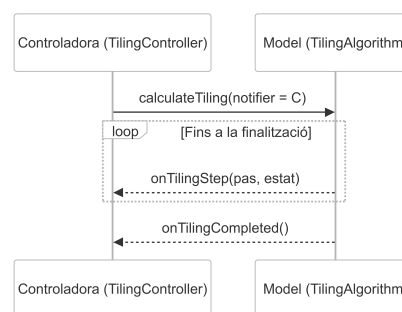 Controladora (TilingController)
Model (TilingAlgorithm
calculateTiling(notifier = C)
loop
[Fins a la finalització]
onTilingStep(pas, estat)
onTilingCompleted()
Controladora (TilingController)
Model (TilingAlgorithm